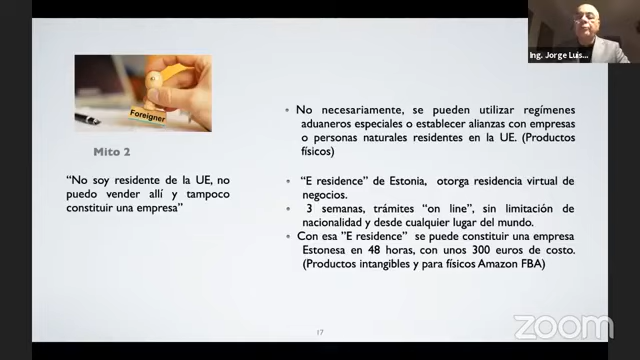 Ing. Jorge Luis...
Foreigner
Mito 2
“No soy residente de la UE, no
puedo vender allí y tampoco
constituir una empresa”
• No necesariamente, se pueden utilizar regímenes
aduaneros especiales o establecer alianzas con empresas
o personas naturales residentes en la UE. (Productos
físicos)
• “E residence” de Estonia, otorga residencia virtual de
negocios.
• 3 semanas, trámites “on line”, sin limitación de
nacionalidad y desde cualquier lugar del mundo.
• Con esa ”E residence” se puede constituir una empresa
Estonesa en 48 horas, con unos 300 euros de costo.
(Productos intangibles y para físicos Amazon FBA)
17
zoom